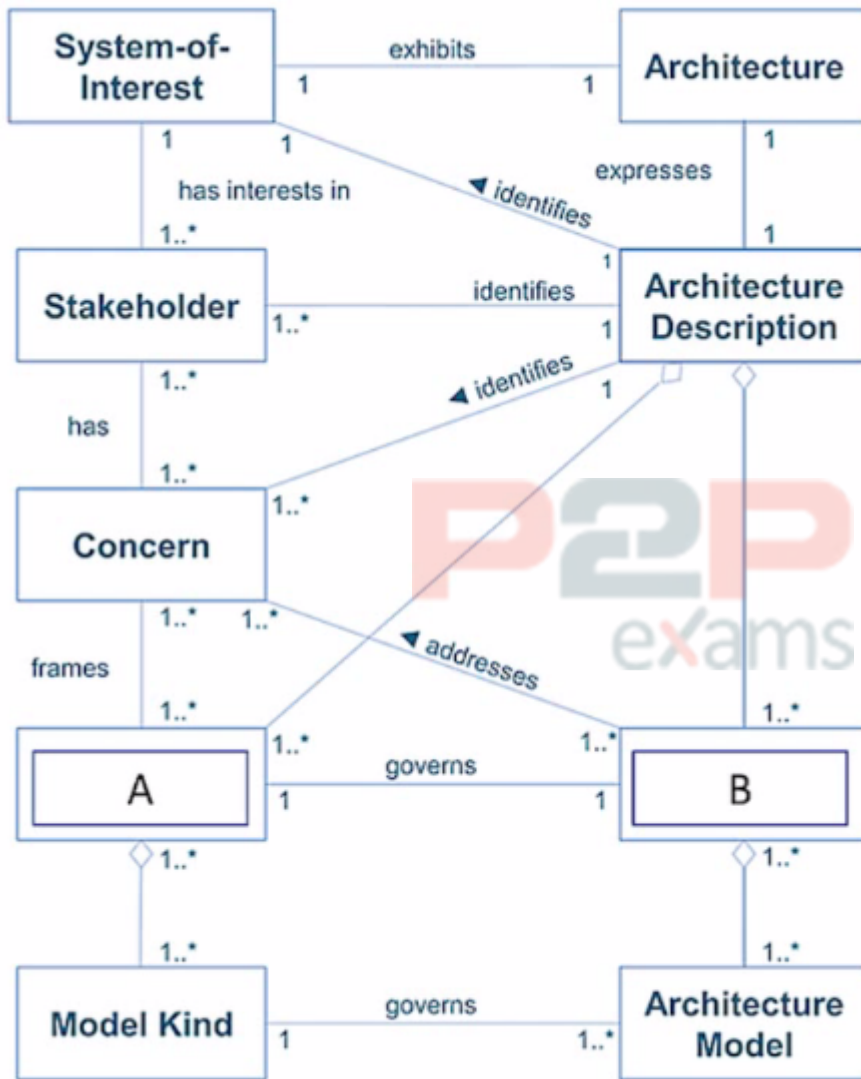 System-of-
Interest
exhibits
1
1
Architecture
1
1
1
has interests in
identifies
expresses
1..*
1
1
Stakeholder
identifies
Architecture
Description
1..*
1
1..*
identifies
1
has
1..*
1..*
Concern
P2P
exams
1..*
1..*
frames
addresses
1..*
1..*
1..*
1..*
A
governs
B
1
1
1..*
1..*
1..*
1..*
Model Kind
governs
Architecture
Model
1
1..*